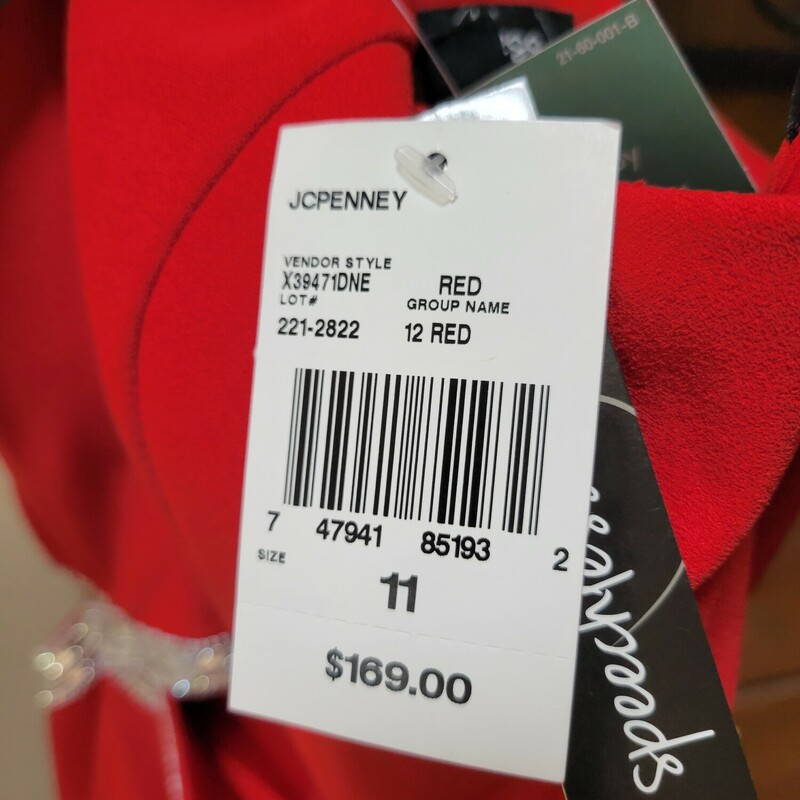 21-60-001-B
JCPENNEY
VENDOR STYLE
X39471DNE RED
LOT# GROUP NAME
221-2822 12 RED
7 47941 85193 2
SIZE
11
$169.00
speechless